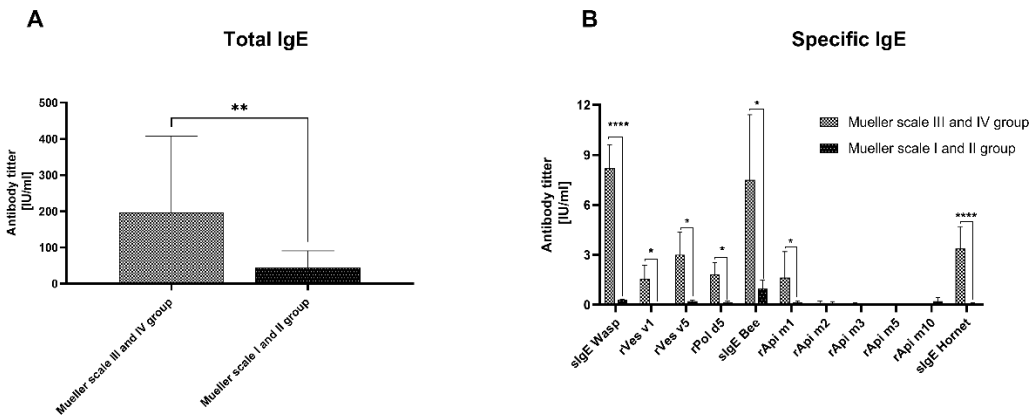 A
Total IgE
Antibody titter
[IU/ml]
500
400
300
200
100
0
**
Mueller scale III and IV group
Mueller scale I and II group
B
Specific IgE
Antibody titter
[IU/ml]
12
9
6
3
0
****
*
*
*
*
*
****
Mueller scale III and IV group
Mueller scale I and II group
sIgE Wasp
rVes v1
rVes v5
rPol d5
sIgE Bee
rApi m1
rApi m2
rApi m3
rApi m5
rApi m10
sIgE Hornet